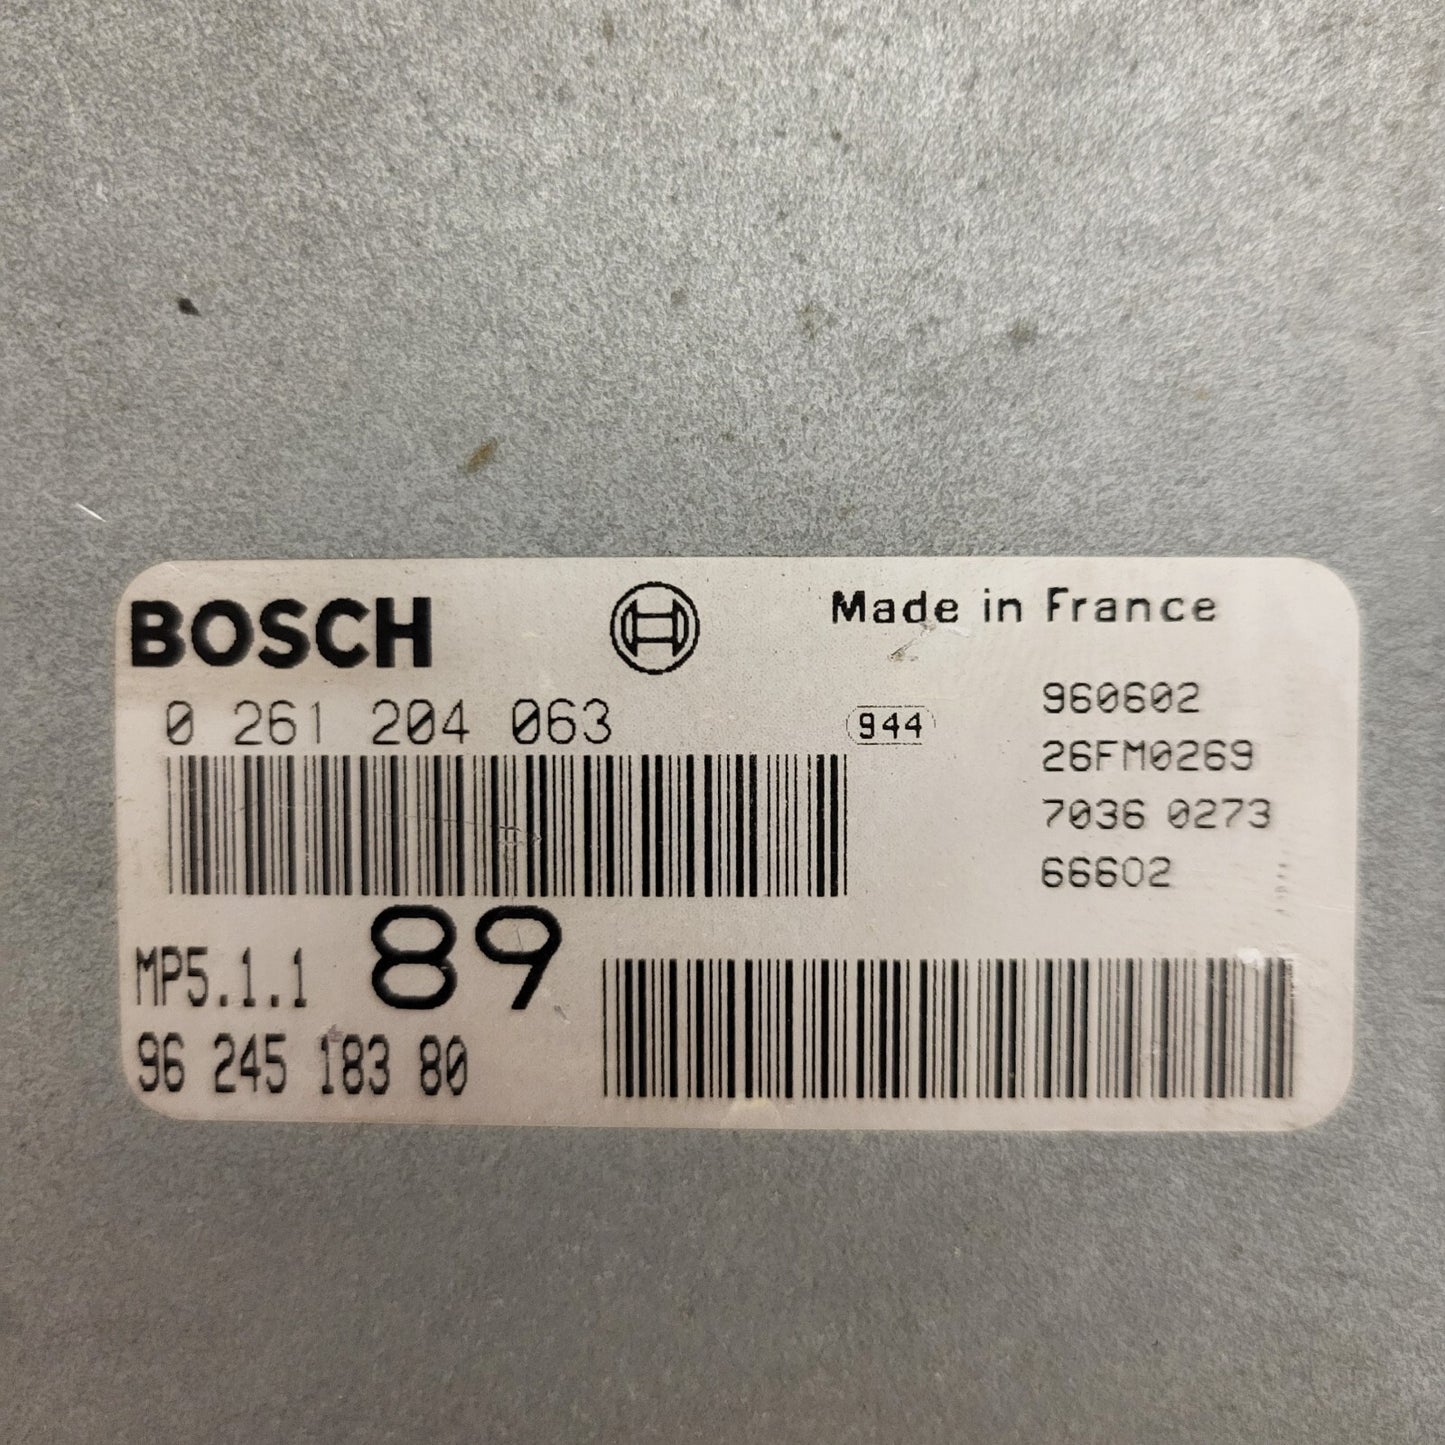 BOSCH
Made in France
0 261 204 063
944
960602
26FM0269
7036 0273
66602
MP5.1.1
89
96 245 183 80